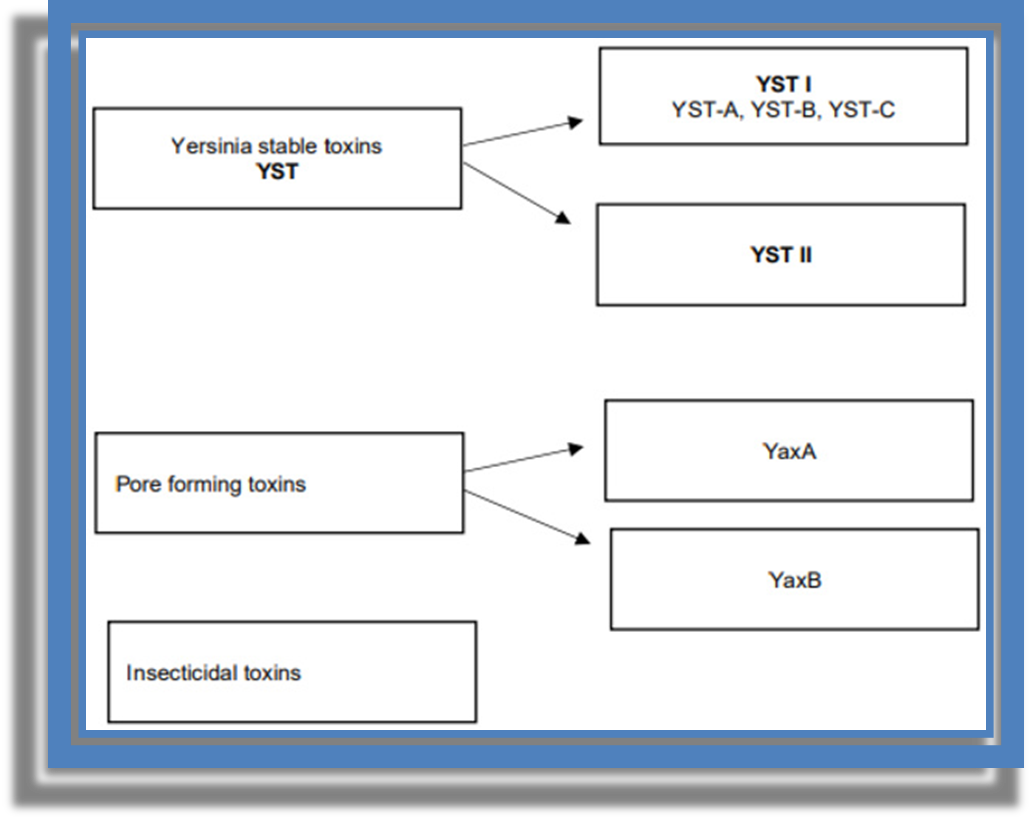 Yersinia stable toxins
YST
YST I
YST-A, YST-B, YST-C
YST II
Pore forming toxins
YaxA
YaxB
Insecticidal toxins